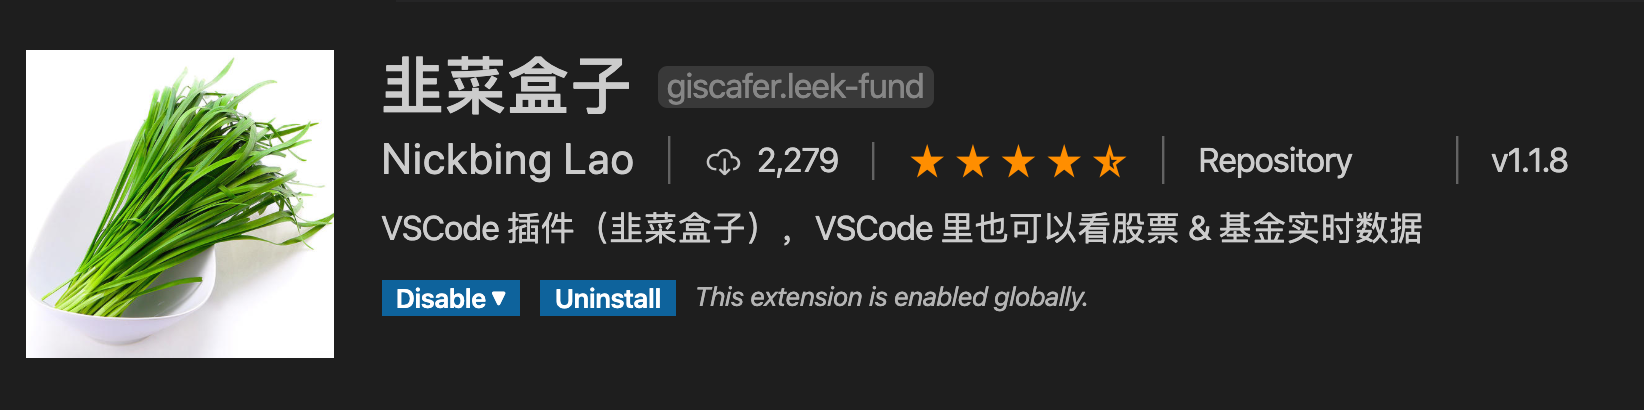 韭菜盒子 giscafer.leek-fund
Nickbing Lao 2,279 Repository v1.1.8
VSCode 插件（韭菜盒子），VSCode 里也可以看股票 & 基金实时数据
Disable Uninstall This extension is enabled globally.